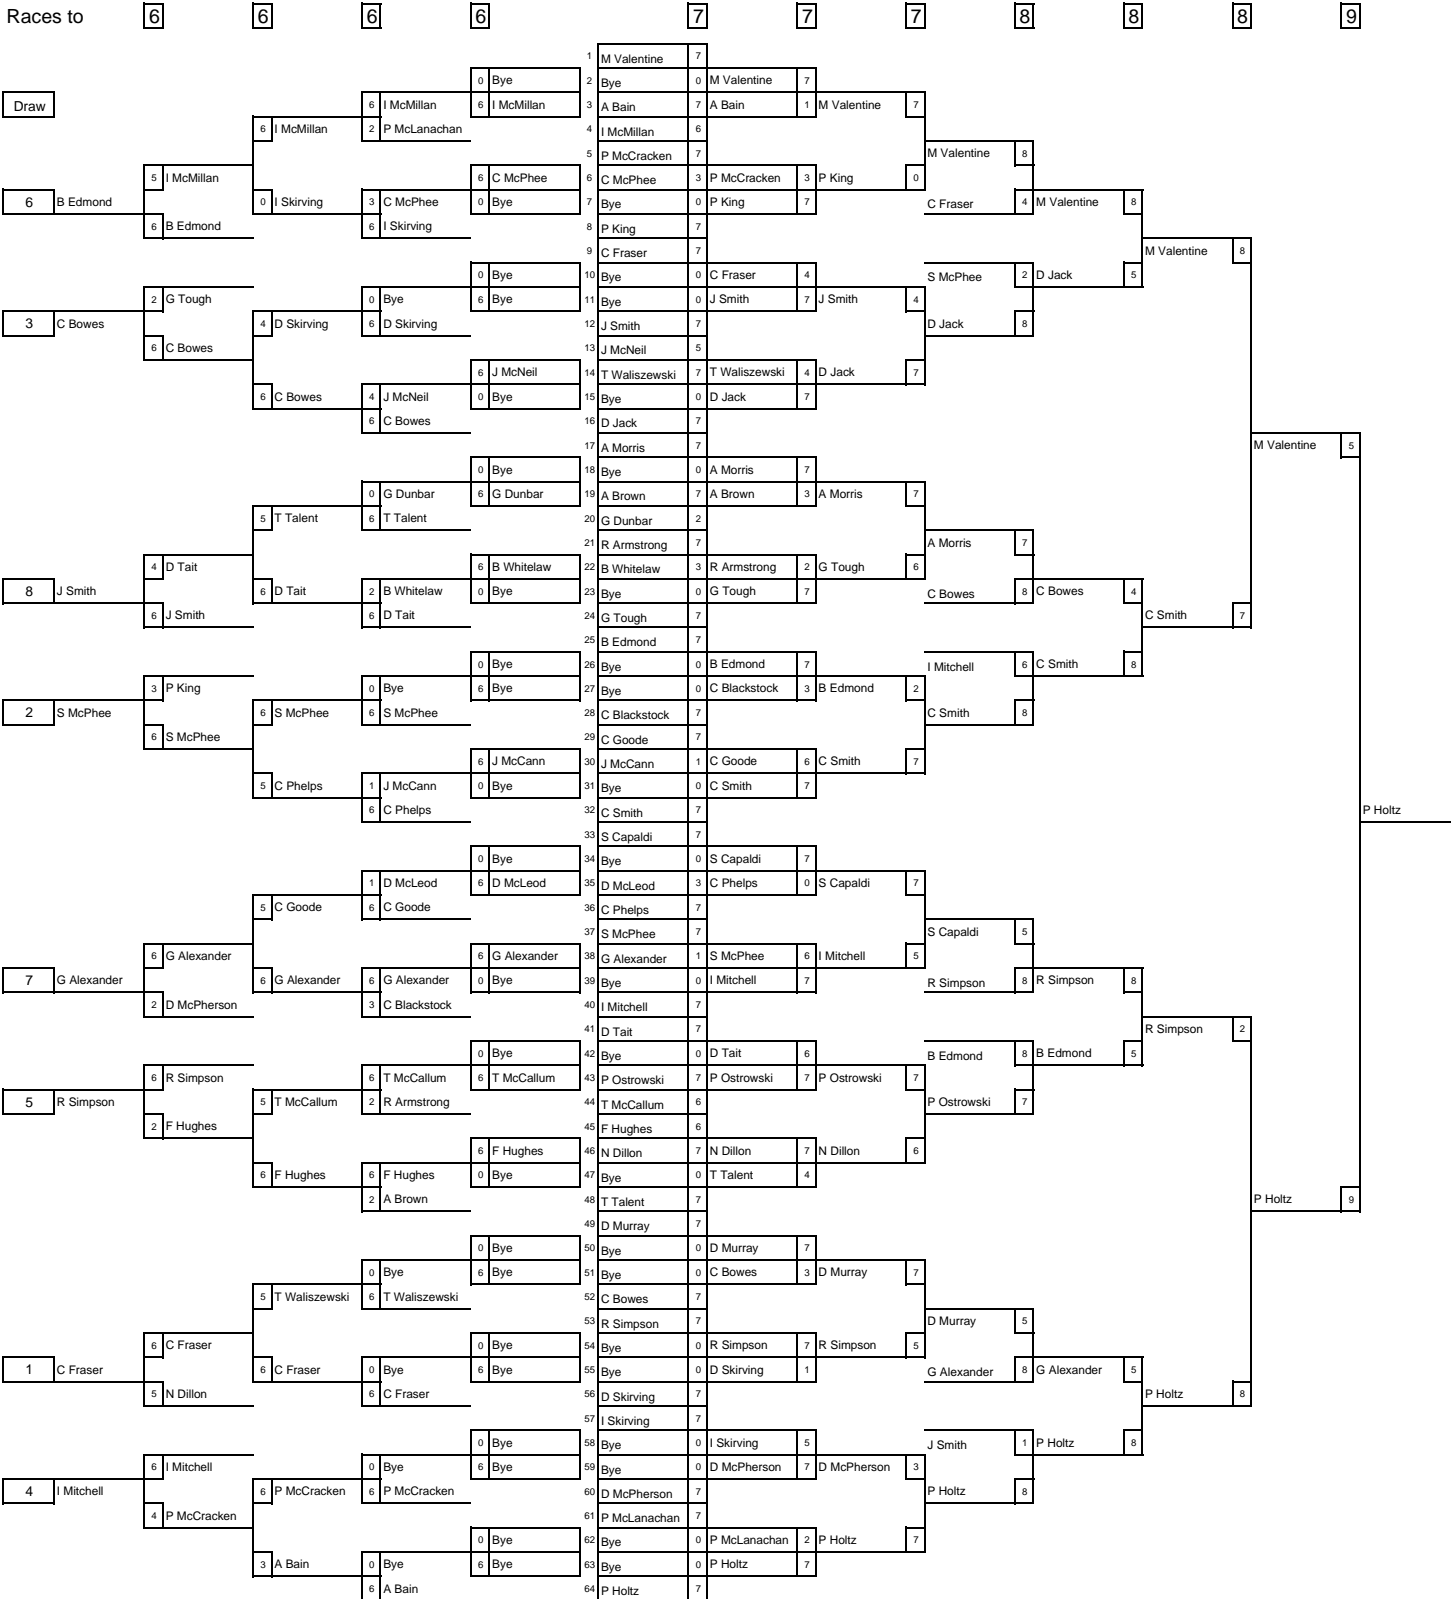 Races to 6 6 6 6 7 7 7 8 8 8 9
1 M Valentine 7
0 Bye 2 Bye 0 M Valentine 7
Draw 6 I McMillan 6 I McMillan 3 A Bain 7 A Bain 1 M Valentine 7
6 I McMillan 2 P McLanachan 4 I McMillan 6
5 P McCracken 7 M Valentine 8
5 I McMillan 6 C McPhee 6 C McPhee 3 P McCracken 3 P King 0
6 B Edmond 0 I Skirving 3 C McPhee 0 Bye 7 Bye 0 P King 7 C Fraser 4 M Valentine 8
6 B Edmond 6 I Skirving 8 P King 7
9 C Fraser 7 M Valentine 8
0 Bye 10 Bye 0 C Fraser 4 S McPhee 2 D Jack 5
2 G Tough 0 Bye 6 Bye 11 Bye 0 J Smith 7 J Smith 4
3 C Bowes 4 D Skirving 6 D Skirving 12 J Smith 7 D Jack 8
6 C Bowes 13 J McNeil 5
6 J McNeil 14 T Waliszewski 7 T Waliszewski 4 D Jack 7
6 C Bowes 4 J McNeil 0 Bye 15 Bye 0 D Jack 7
6 C Bowes 16 D Jack 7
17 A Morris 7 M Valentine 5
0 Bye 18 Bye 0 A Morris 7
0 G Dunbar 6 G Dunbar 19 A Brown 7 A Brown 3 A Morris 7
5 T Talent 6 T Talent 20 G Dunbar 2
21 R Armstrong 7 A Morris 7
4 D Tait 6 B Whitelaw 22 B Whitelaw 3 R Armstrong 2 G Tough 6
8 J Smith 6 D Tait 2 B Whitelaw 0 Bye 23 Bye 0 G Tough 7 C Bowes 8 C Bowes 4
6 J Smith 6 D Tait 24 G Tough 7 C Smith 7
25 B Edmond 7
0 Bye 26 Bye 0 B Edmond 7 I Mitchell 6 C Smith 8
3 P King 0 Bye 6 Bye 27 Bye 0 C Blackstock 3 B Edmond 2
2 S McPhee 6 S McPhee 6 S McPhee 28 C Blackstock 7 C Smith 8
6 S McPhee 29 C Goode 7
6 J McCann 30 J McCann 1 C Goode 6 C Smith 7
5 C Phelps 1 J McCann 0 Bye 31 Bye 0 C Smith 7
6 C Phelps 32 C Smith 7 P Holtz
33 S Capaldi 7
0 Bye 34 Bye 0 S Capaldi 7
1 D McLeod 6 D McLeod 35 D McLeod 3 C Phelps 0 S Capaldi 7
5 C Goode 6 C Goode 36 C Phelps 7
37 S McPhee 7 S Capaldi 5
6 G Alexander 6 G Alexander 38 G Alexander 1 S McPhee 6 I Mitchell 5
7 G Alexander 6 G Alexander 6 G Alexander 0 Bye 39 Bye 0 I Mitchell 7 R Simpson 8 R Simpson 8
2 D McPherson 3 C Blackstock 40 I Mitchell 7
41 D Tait 7 R Simpson 2
0 Bye 42 Bye 0 D Tait 6 B Edmond 8 B Edmond 5
6 R Simpson 6 T McCallum 6 T McCallum 43 P Ostrowski 7 P Ostrowski 7 P Ostrowski 7
5 R Simpson 5 T McCallum 2 R Armstrong 44 T McCallum 6 P Ostrowski 7
2 F Hughes 45 F Hughes 6
6 F Hughes 46 N Dillon 7 N Dillon 7 N Dillon 6
6 F Hughes 6 F Hughes 0 Bye 47 Bye 0 T Talent 4
2 A Brown 48 T Talent 7 P Holtz 9
49 D Murray 7
0 Bye 50 Bye 0 D Murray 7
0 Bye 6 Bye 51 Bye 0 C Bowes 3 D Murray 7
5 T Waliszewski 6 T Waliszewski 52 C Bowes 7
53 R Simpson 7 D Murray 5
6 C Fraser 0 Bye 54 Bye 0 R Simpson 7 R Simpson 5
1 C Fraser 6 C Fraser 0 Bye 6 Bye 55 Bye 0 D Skirving 1 G Alexander 8 G Alexander 5
5 N Dillon 6 C Fraser 56 D Skirving 7 P Holtz 8
57 I Skirving 7
0 Bye 58 Bye 0 I Skirving 5 J Smith 1 P Holtz 8
6 I Mitchell 0 Bye 6 Bye 59 Bye 0 D McPherson 7 D McPherson 3
4 I Mitchell 6 P McCracken 6 P McCracken 60 D McPherson 7 P Holtz 8
4 P McCracken 61 P McLanachan 7
0 Bye 62 Bye 0 P McLanachan 2 P Holtz 7
3 A Bain 0 Bye 6 Bye 63 Bye 0 P Holtz 7
6 A Bain 64 P Holtz 7